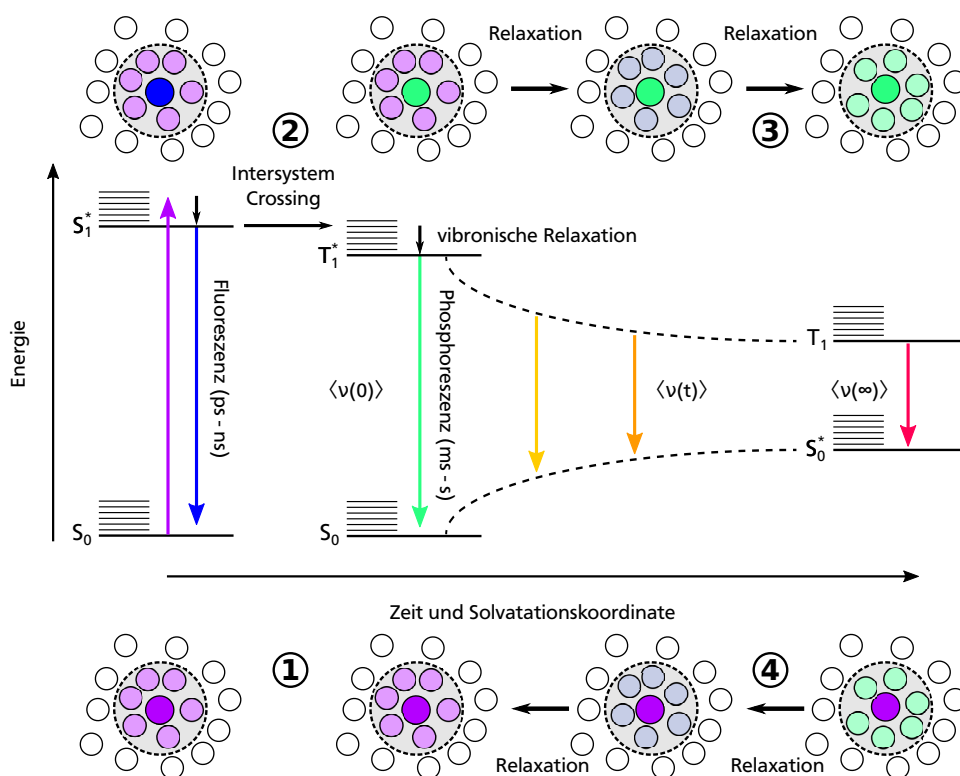 Relaxation
Relaxation
②
③
Intersystem
Crossing
S₁*
T₁*
vibronische Relaxation
Energie
Fluoreszenz (ps - ns)
Phosphoreszenz (ms - s)
⟨ν(0)⟩
⟨ν(t)⟩
⟨ν(∞)⟩
T₁
S₀*
S₀
S₀
Zeit und Solvatationskoordinate
①
④
Relaxation
Relaxation